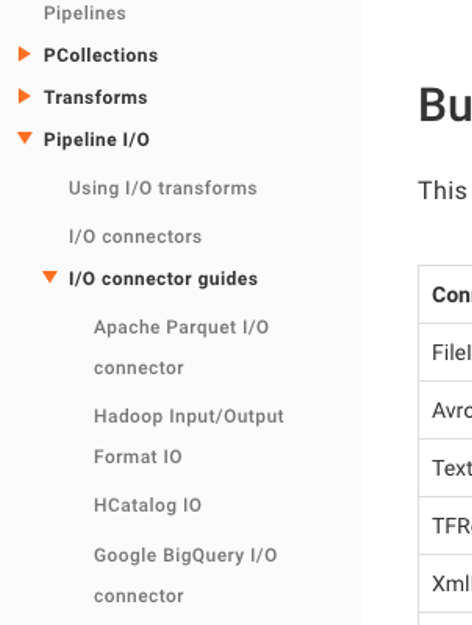 Pipelines
PCollections
Transforms
Pipeline I/O
Using I/O transforms
I/O connectors
I/O connector guides
Apache Parquet I/O
connector
Hadoop Input/Output
Format IO
HCatalog IO
Google BigQuery I/O
connector
Bu
This
Con
FileI
Avro
Text
TFR
Xml